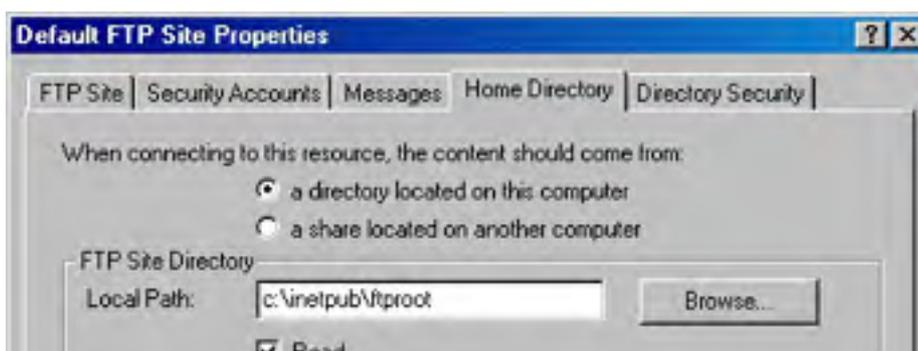 Default FTP Site Properties
FTP Site Security Accounts Messages Home Directory Directory Security
When connecting to this resource, the content should come from:
a directory located on this computer
a share located on another computer
FTP Site Directory
Local Path: c:\inetpub\ftproot Browse...
Read